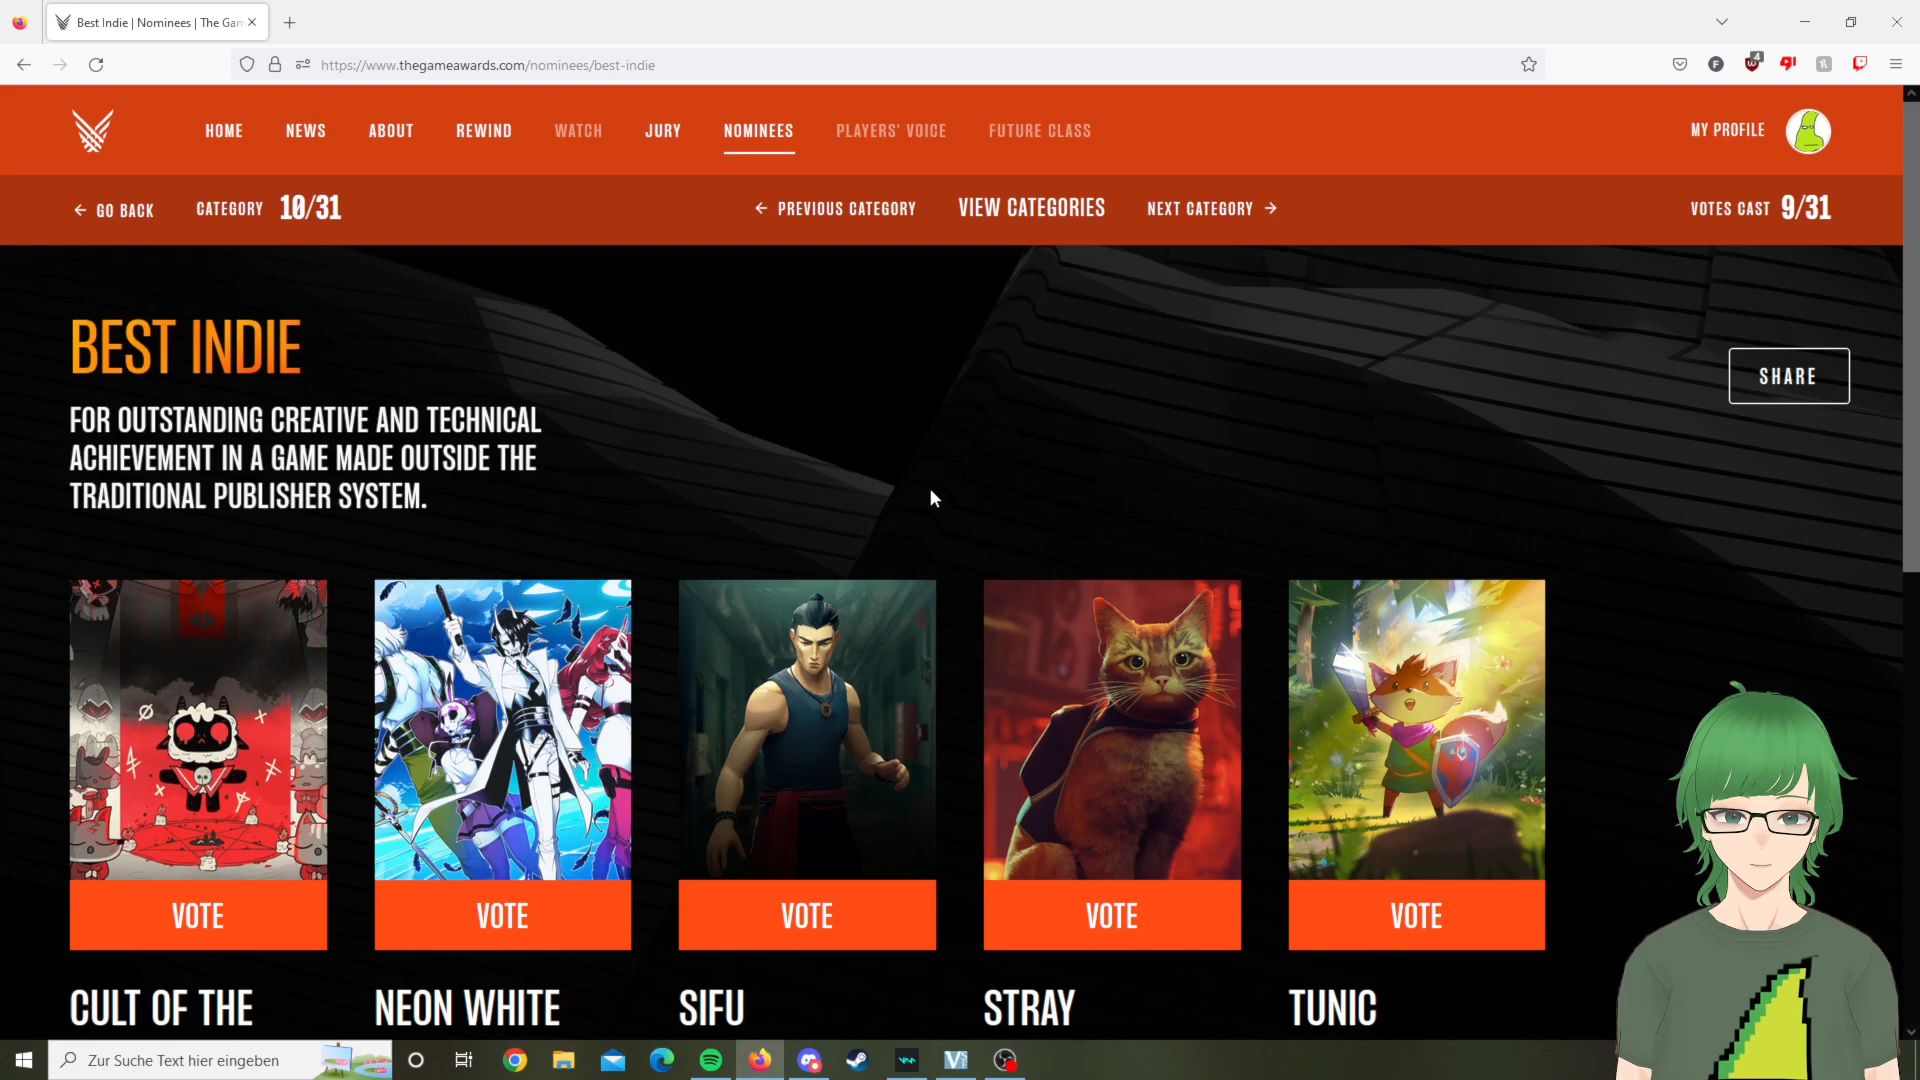 Best Indie | Nominees | The Gam
https://www.thegameawards.com/nominees/best-indie
4
HOME NEWS ABOUT REWIND WATCH JURY NOMINEES PLAYERS' VOICE FUTURE CLASS MY PROFILE
← GO BACK CATEGORY 10/31 ← PREVIOUS CATEGORY VIEW CATEGORIES NEXT CATEGORY → VOTES CAST 9/31
BEST INDIE
SHARE
FOR OUTSTANDING CREATIVE AND TECHNICAL
ACHIEVEMENT IN A GAME MADE OUTSIDE THE
TRADITIONAL PUBLISHER SYSTEM.
VOTE VOTE VOTE VOTE VOTE
CULT OF THE NEON WHITE SIFU STRAY TUNIC
Zur Suche Text hier eingeben